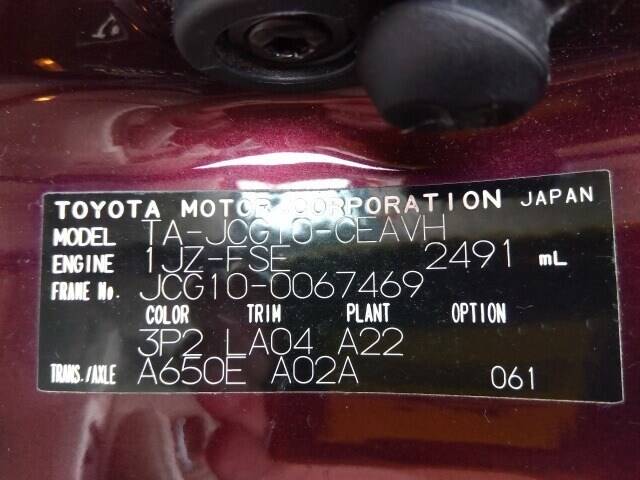 TOYOTA MOTOR CORPORATION JAPAN
MODEL TA-JCG10-CEAVH
ENGINE 1JZ-FSE 2491 mL
FRAME No. JCG10-0067469
COLOR TRIM PLANT OPTION
3P2 LA04 A22
TRANS./AXLE A650E A02A 061